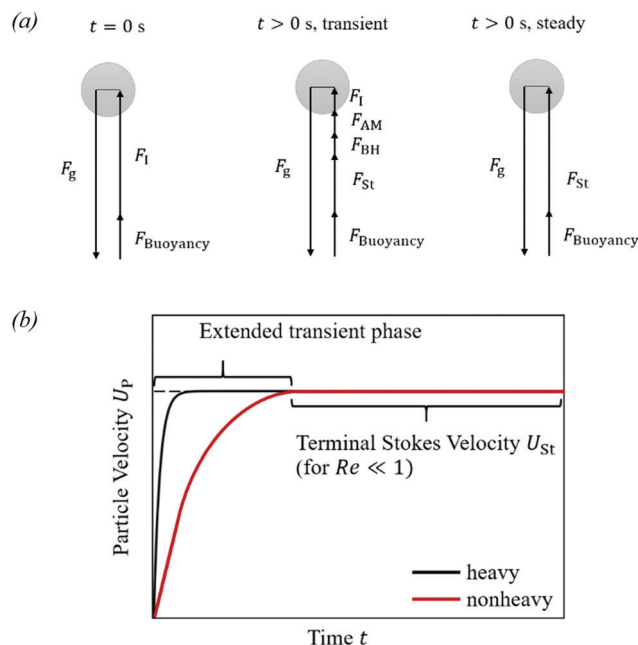 (a)
t = 0 s
t > 0 s, transient
t > 0 s, steady
F_g
F_I
F_Buoyancy
F_I
F_AM
F_BH
F_g
F_St
F_Buoyancy
F_g
F_St
F_Buoyancy
(b)
Extended transient phase
Terminal Stokes Velocity U_St
(for Re ≪ 1)
Particle Velocity U_P
heavy
nonheavy
Time t